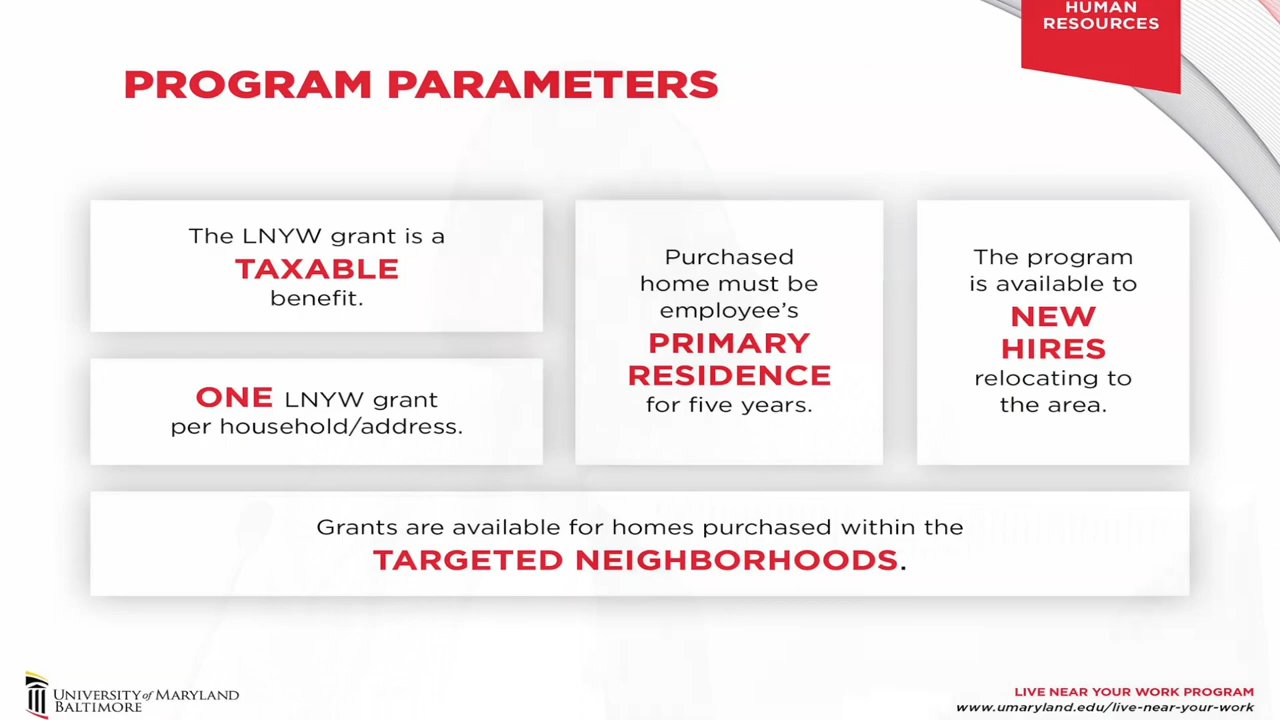 HUMAN
RESOURCES
PROGRAM PARAMETERS
The LNYW grant is a
TAXABLE
benefit.
ONE LNYW grant
per household/address.
Purchased
home must be
employee’s
PRIMARY
RESIDENCE
for five years.
The program
is available to
NEW
HIRES
relocating to
the area.
Grants are available for homes purchased within the
TARGETED NEIGHBORHOODS.
UNIVERSITY of MARYLAND
BALTIMORE
LIVE NEAR YOUR WORK PROGRAM
www.umaryland.edu/live-near-your-work